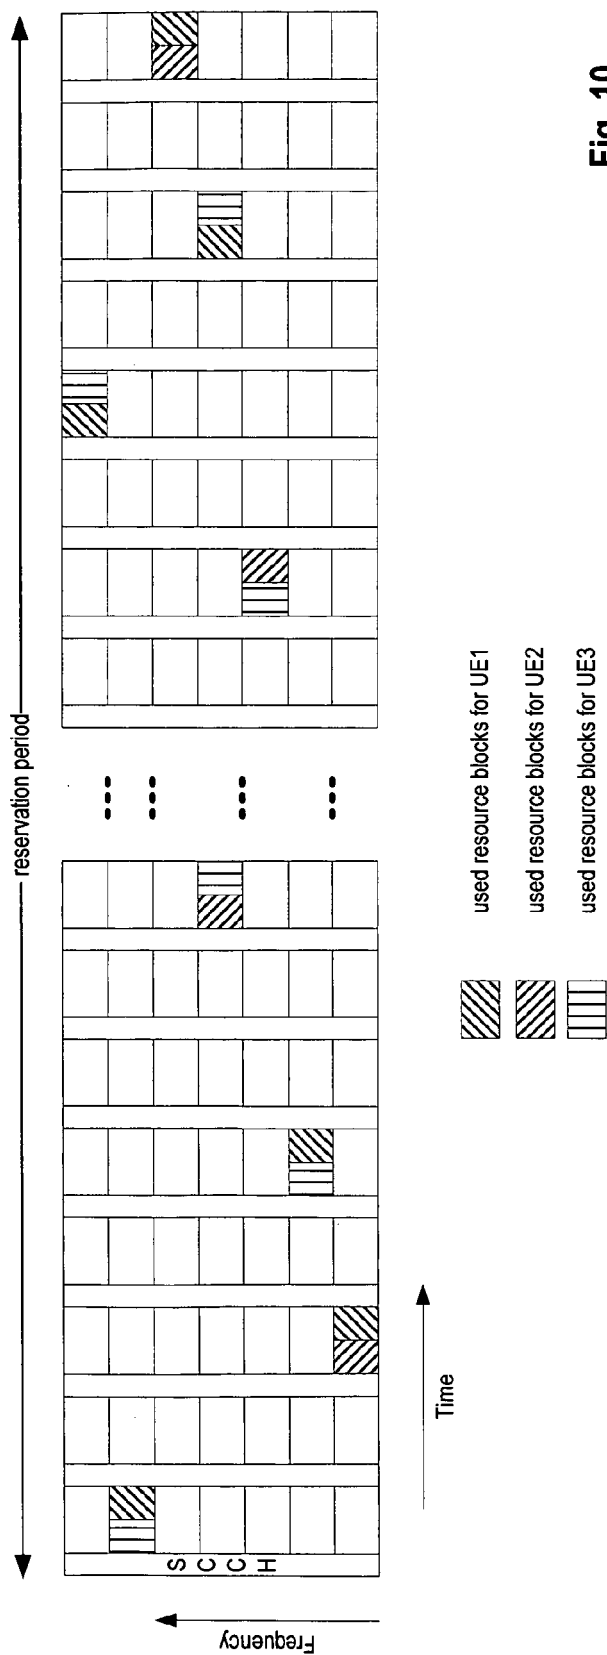 reservation period
Frequency
S
C
C
H
Time
used resource blocks for UE1
used resource blocks for UE2
used resource blocks for UE3
Fig. 10